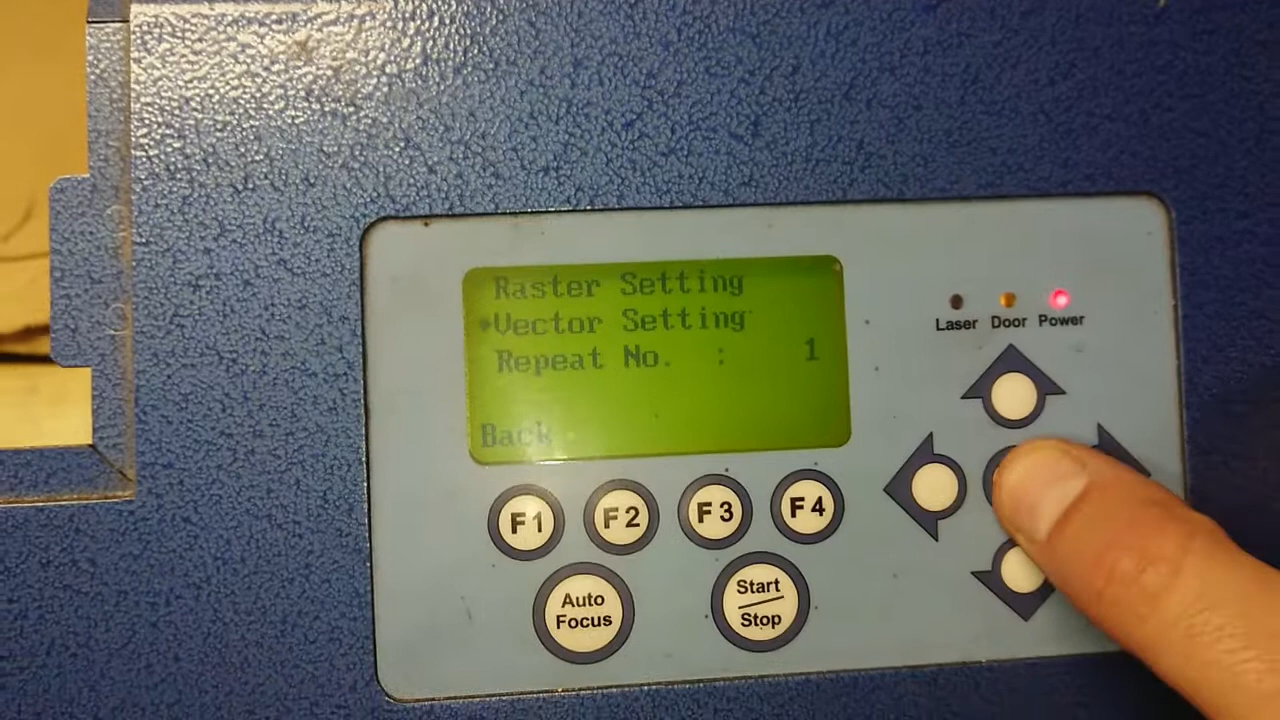 Raster Setting
Vector Setting
Repeat No. : 1
Back
Laser Door Power
F1 F2 F3 F4
Auto Focus
Start Stop